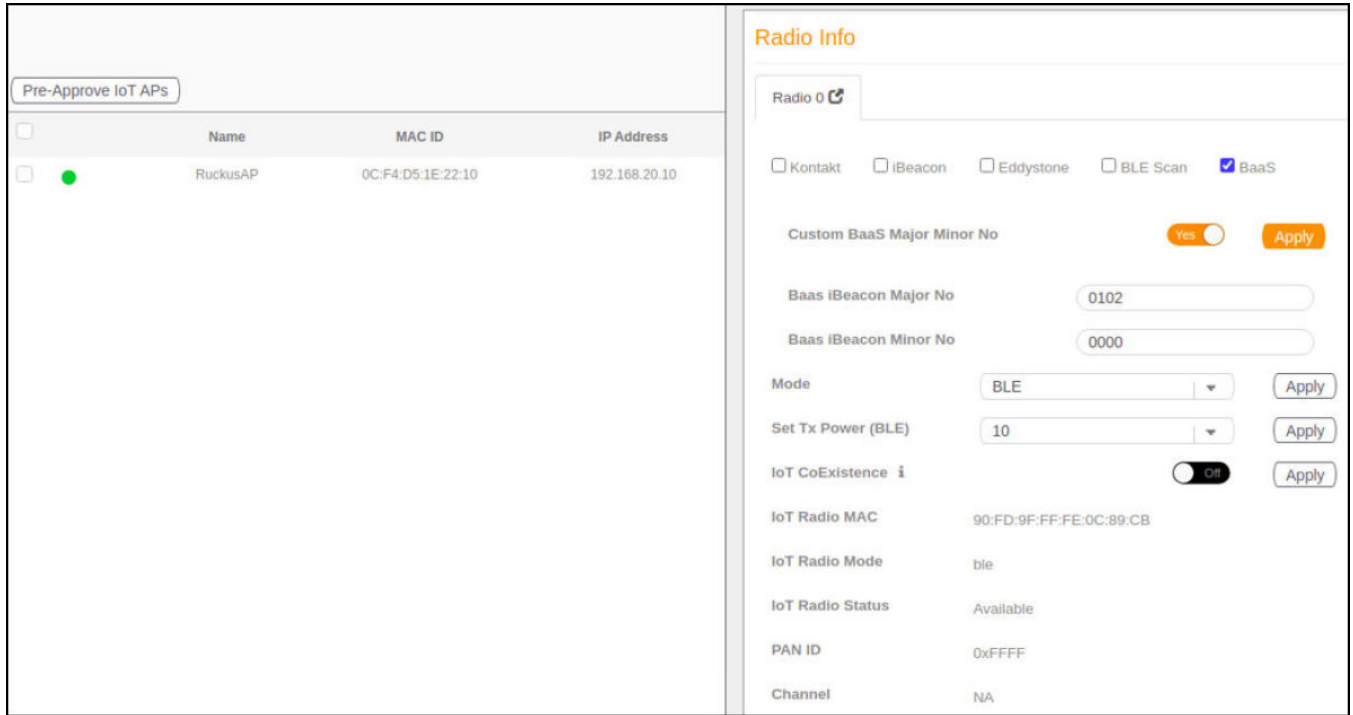 Pre-Approve IoT APs
Name MAC ID IP Address
RuckusAP 0C:F4:D5:1E:22:10 192.168.20.10
Radio Info
Radio 0
Kontakt iBeacon Eddystone BLE Scan BaaS
Custom BaaS Major Minor No Yes Apply
Baas iBeacon Major No 0102
Baas iBeacon Minor No 0000
Mode BLE Apply
Set Tx Power (BLE) 10 Apply
IoT CoExistence i Off Apply
IoT Radio MAC 90:FD:9F:FF:FE:0C:89:CB
IoT Radio Mode ble
IoT Radio Status Available
PAN ID 0xFFFF
Channel NA